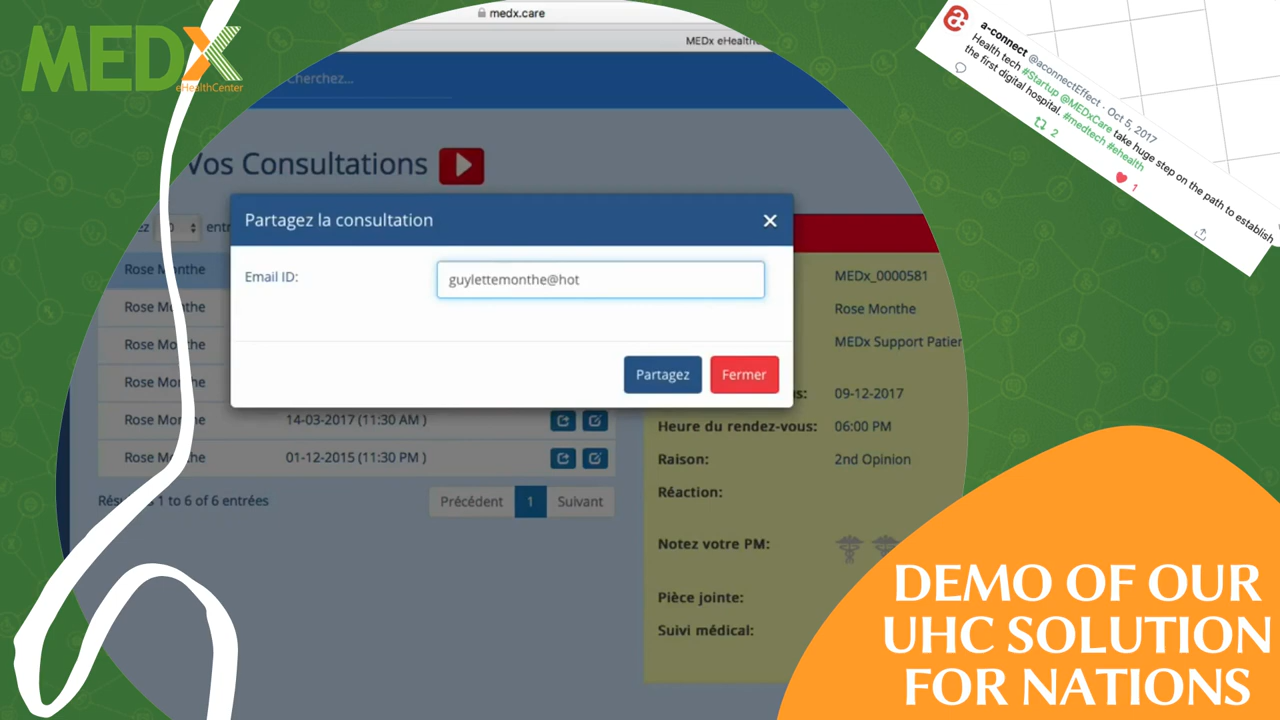 MEDX
eHealthCenter
medx.care
MEDx eHealth
Cherchez...
a-connect @aconnectEffect · Oct 5, 2017
Health tech #Startup @MEDxCare take huge step on the path to establish
the first digital hospital. #medtech #ehealth
2
1
Vos Consultations
Partagez la consultation
Email ID:
guylettemonthe@hot
Partagez
Fermer
Rose Monthe
Rose Monthe
Rose Monthe
Rose Monthe
Rose Monthe 14-03-2017 (11:30 AM )
Rose Monthe 01-12-2015 (11:30 PM )
1 to 6 of 6 entrées
Précédent 1 Suivant
MEDx_0000581
Rose Monthe
MEDx Support Patien
09-12-2017
Heure du rendez-vous: 06:00 PM
Raison: 2nd Opinion
Réaction:
Notez votre PM:
Pièce jointe:
Suivi médical:
DEMO OF OUR
UHC SOLUTION
FOR NATIONS